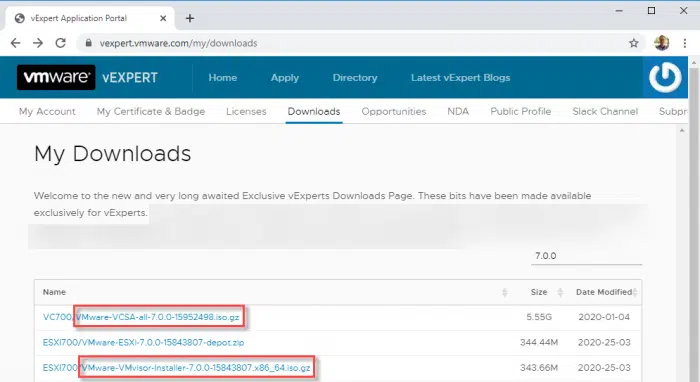 vExpert Application Portal
vexpert.vmware.com/my/downloads
vmware vEXPERT Home Apply Directory Latest vExpert Blogs
My Account My Certificate & Badge Licenses Downloads Opportunities NDA Public Profile Slack Channel Subpr
My Downloads
Welcome to the new and very long awaited Exclusive vExperts Downloads Page. These bits have been made available
exclusively for vExperts.
7.0.0
Name Size Date Modified
VC700/VMware-VCSA-all-7.0.0-15952498.iso.gz 5.55G 2020-01-04
ESXI700/VMware-ESXi-7.0.0-15843807-depot.zip 344.44M 2020-25-03
ESXI700/VMware-VMvisor-Installer-7.0.0-15843807.x86_64.iso.gz 343.66M 2020-25-03